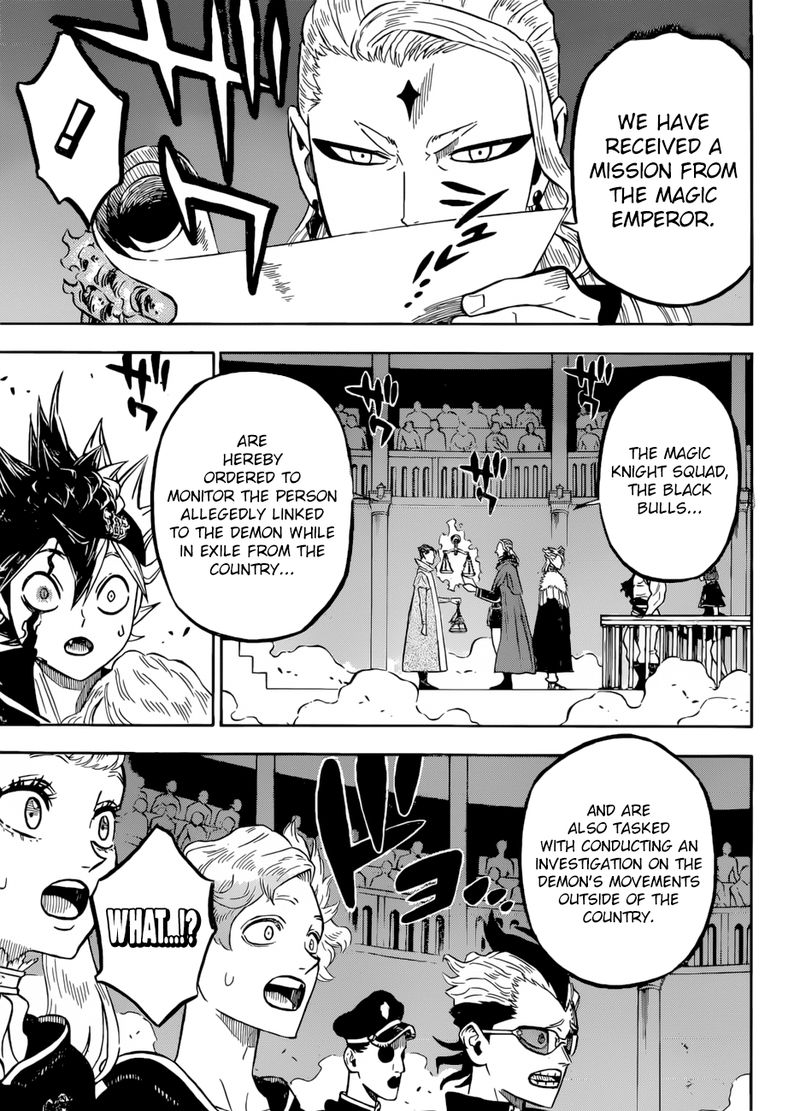 WE HAVE
RECEIVED A
MISSION FROM
THE MAGIC
EMPEROR.
!
THE MAGIC
KNIGHT SQUAD,
THE BLACK
BULLS...
ARE
HEREBY
ORDERED TO
MONITOR THE PERSON
ALLEGEDLY LINKED
TO THE DEMON WHILE
IN EXILE FROM THE
COUNTRY...
AND ARE
ALSO TASKED
WITH CONDUCTING AN
INVESTIGATION ON THE
DEMON'S MOVEMENTS
OUTSIDE OF THE
COUNTRY.
WHAT...!?